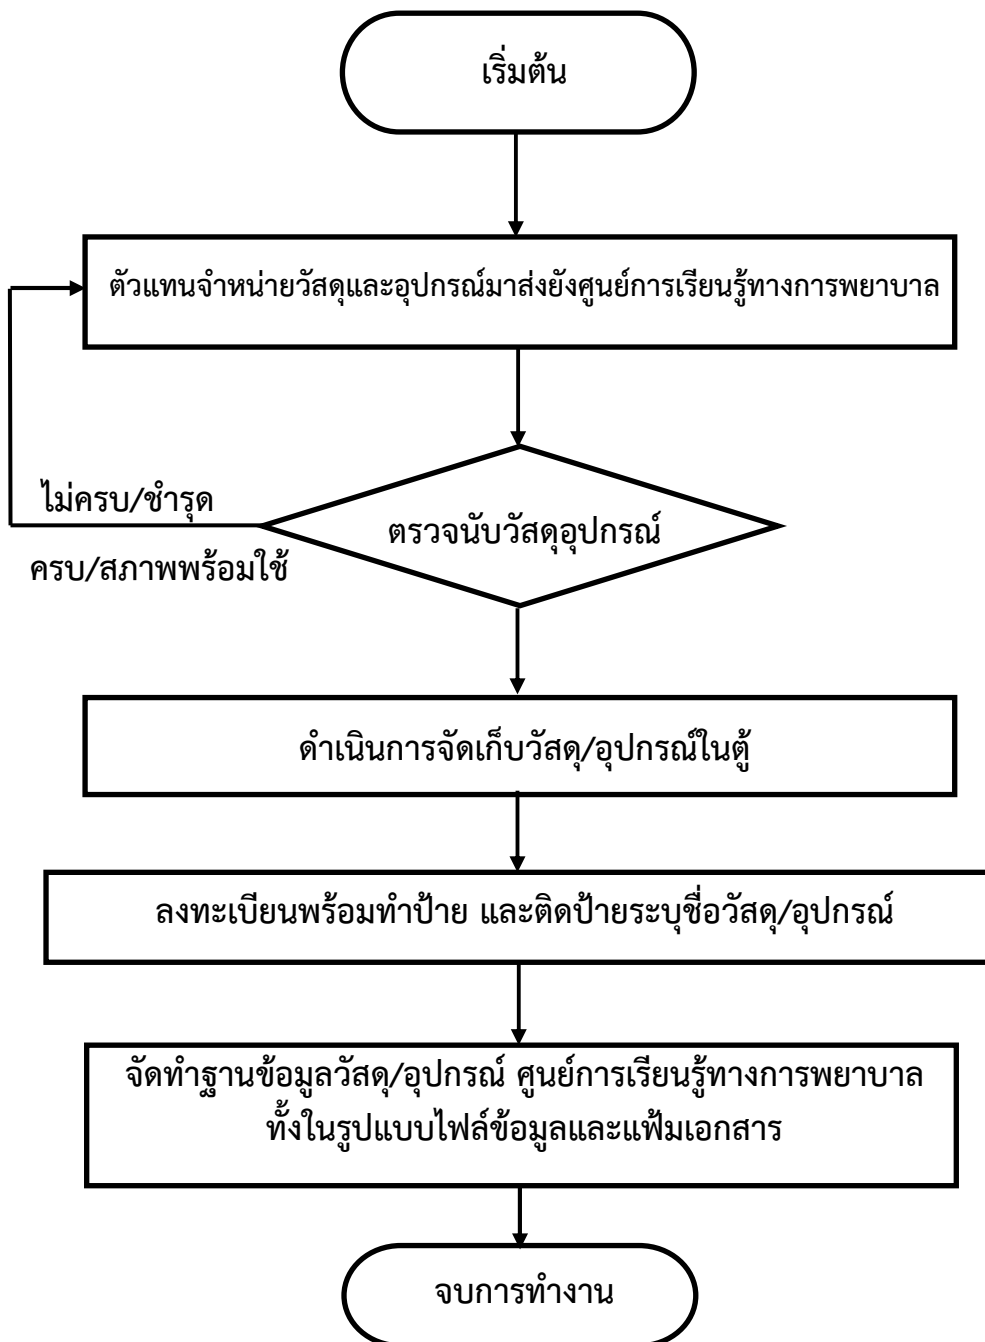 เริ่มต้น
ตัวแทนจำหน่ายวัสดุและอุปกรณ์มาส่งยังศูนย์การเรียนรู้ทางการพยาบาล
ไม่ครบ/ชำรุด
ตรวจนับวัสดุอุปกรณ์
ครบ/สภาพพร้อมใช้
ดำเนินการจัดเก็บวัสดุ/อุปกรณ์ในตู้
ลงทะเบียนพร้อมทำป้าย และติดป้ายระบุชื่อวัสดุ/อุปกรณ์
จัดทำฐานข้อมูลวัสดุ/อุปกรณ์ ศูนย์การเรียนรู้ทางการพยาบาล
ทั้งในรูปแบบไฟล์ข้อมูลและแฟ้มเอกสาร
จบการทำงาน